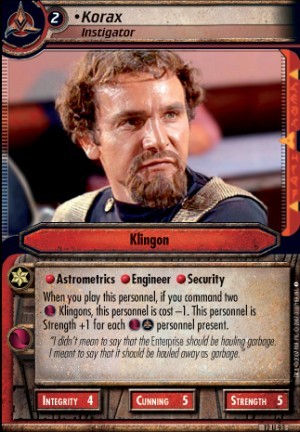 2
•Korax
Instigator
Klingon
• Astrometrics • Engineer • Security
When you play this personnel, if you command two
Klingons, this personnel is cost -1. This personnel is
Strength +1 for each personnel present.
"I didn't mean to say that the Enterprise should be hauling garbage.
I meant to say that it should be hauled away as garbage."
INTEGRITY 4 CUNNING 5 STRENGTH 5